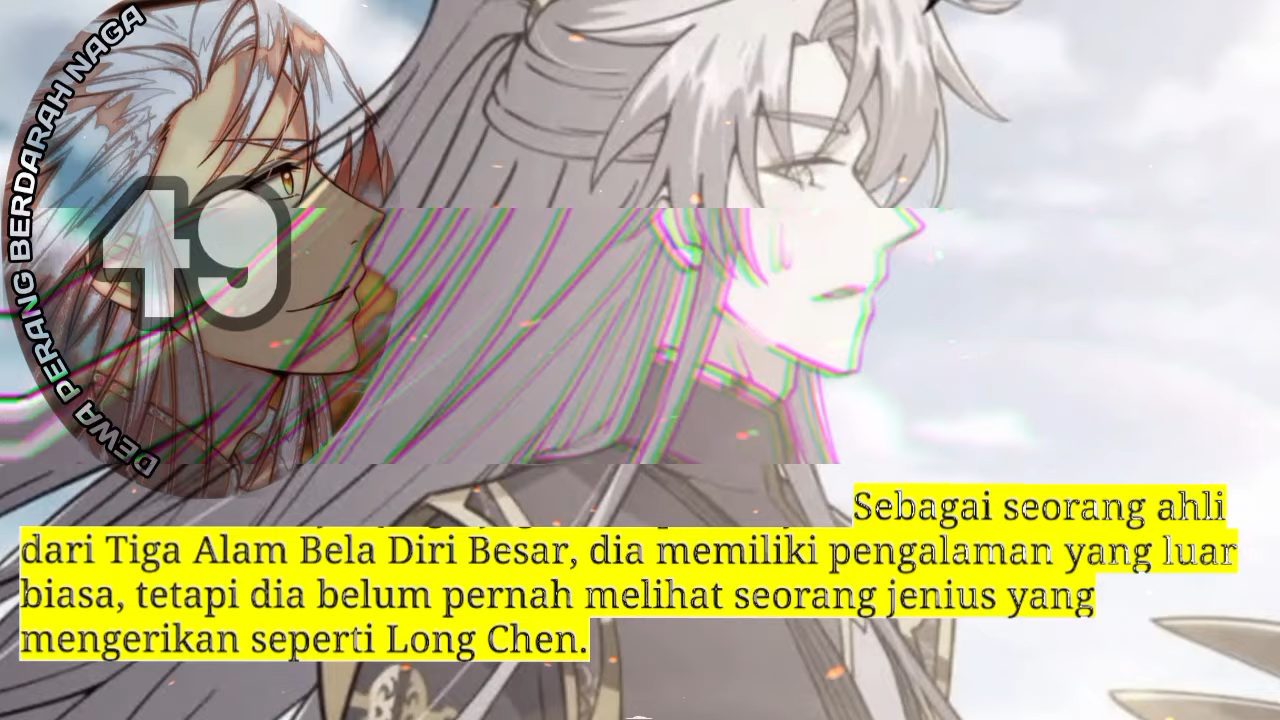 DEWA PERANG BERDARAH NAGA
49
Sebagai seorang ahli
dari Tiga Alam Bela Diri Besar, dia memiliki pengalaman yang luar
biasa, tetapi dia belum pernah melihat seorang jenius yang
mengerikan seperti Long Chen.